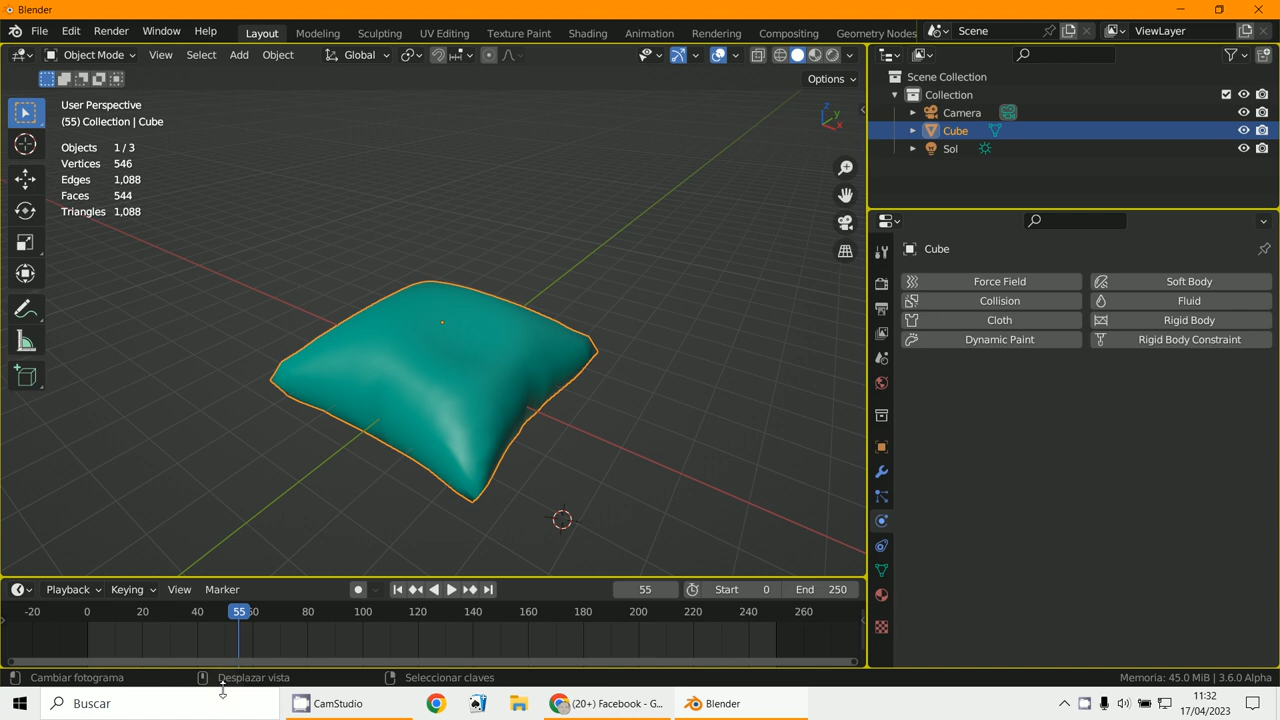 Blender
File Edit Render Window Help
Layout Modeling Sculpting UV Editing Texture Paint Shading Animation Rendering Compositing Geometry Nodes
Scene ViewLayer
Object Mode View Select Add Object Global
Options
User Perspective
(55) Collection | Cube
Objects 1 / 3
Vertices 546
Edges 1,088
Faces 544
Triangles 1,088
Z
Y
X
Scene Collection
Collection
Camera
Cube
Sol
Cube
Force Field Soft Body
Collision Fluid
Cloth Rigid Body
Dynamic Paint Rigid Body Constraint
Playback Keying View Marker 55 Start 0 End 250
-20 0 20 40 55 60 80 100 120 140 160 180 200 220 240 260
Cambiar fotograma Desplazar vista Seleccionar claves Memoria: 45.0 MiB | 3.6.0 Alpha
Buscar CamStudio (20+) Facebook - G... Blender
11:32
17/04/2023